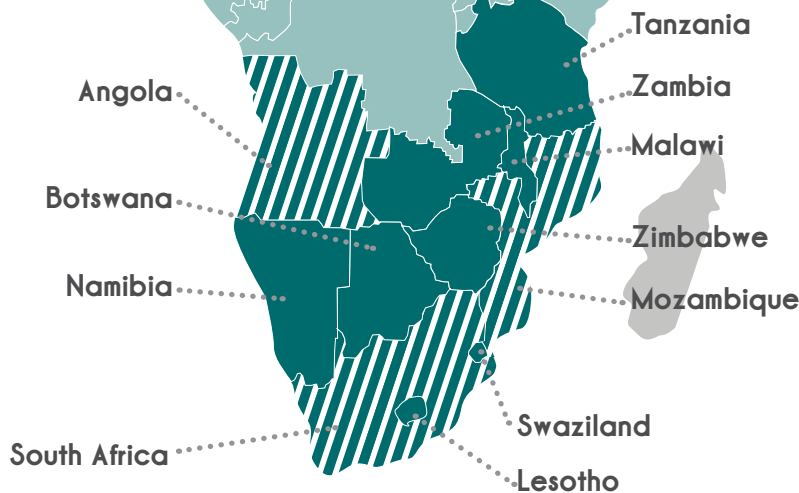 Tanzania
Angola
Zambia
Malawi
Botswana
Zimbabwe
Namibia
Mozambique
Swaziland
South Africa
Lesotho